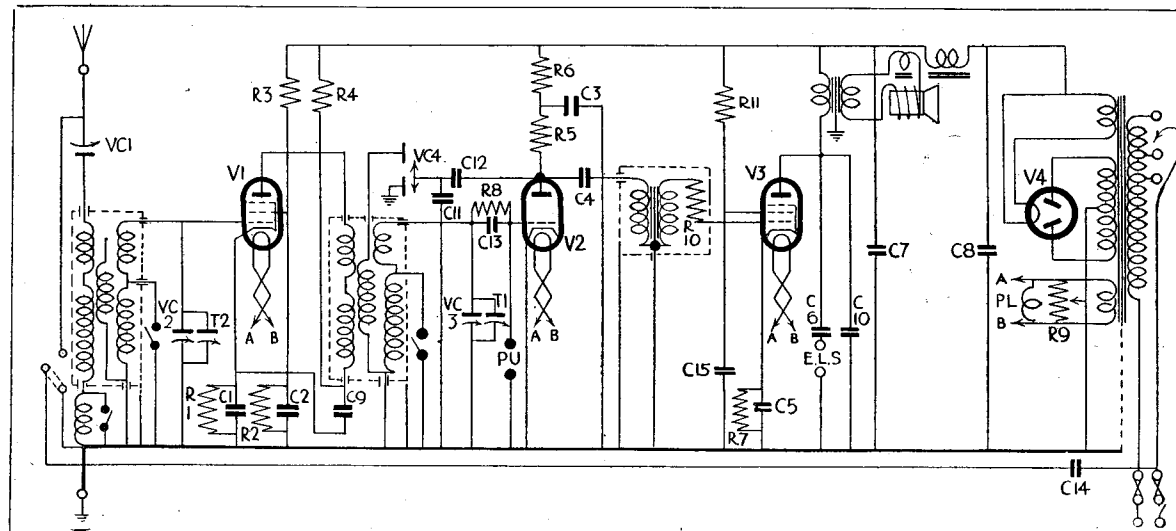 VC1
R3
R4
R6
C3
R5
R11
V1
VC4
C12
C11
R8
C13
C4
V2
R
10
V3
C7
C8
V4
A
PL
B
R9
VC
2
T2
A
B
VC
3
T1
PU
A
B
A
B
C
6
C
10
E.L.S
C15
R
1
C1
R2
C2
C9
R7
C5
C14